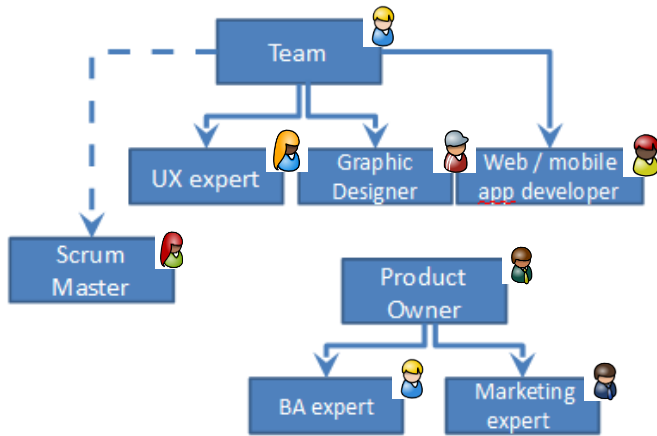 Team
UX expert
Graphic
Designer
Web / mobile
app developer
Scrum
Master
Product
Owner
BA expert
Marketing
expert